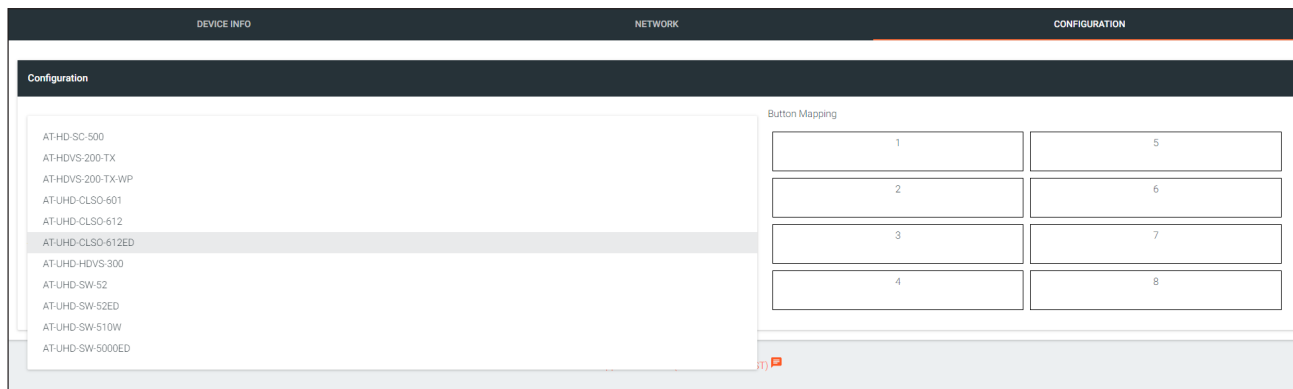 DEVICE INFO
NETWORK
CONFIGURATION
Configuration
AT-HD-SC-500
AT-HDVS-200-TX
AT-HDVS-200-TX-WP
AT-UHD-CLSO-601
AT-UHD-CLSO-612
AT-UHD-CLSO-612ED
AT-UHD-HDVS-300
AT-UHD-SW-52
AT-UHD-SW-52ED
AT-UHD-SW-510W
AT-UHD-SW-5000ED
Button Mapping
1 5
2 6
3 7
4 8